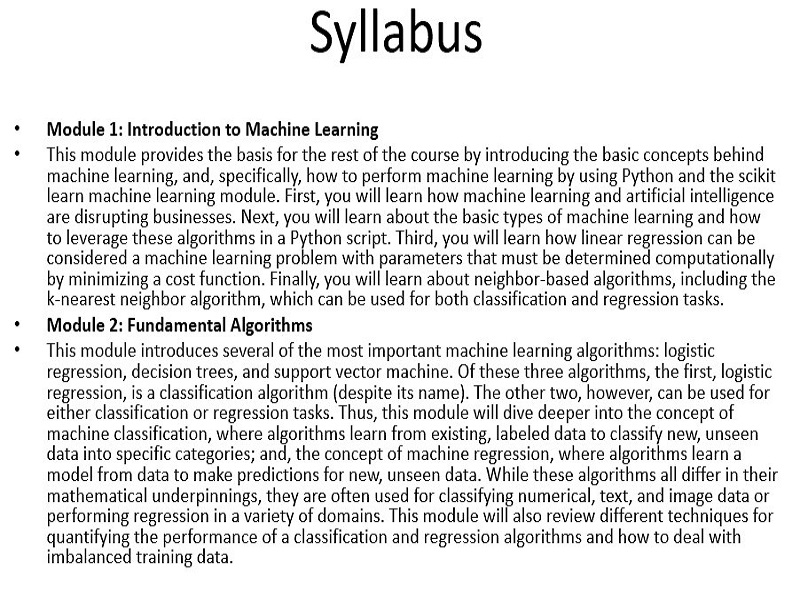 Syllabus
• Module 1: Introduction to Machine Learning
• This module provides the basis for the rest of the course by introducing the basic concepts behind
machine learning, and, specifically, how to perform machine learning by using Python and the scikit
learn machine learning module. First, you will learn how machine learning and artificial intelligence
are disrupting businesses. Next, you will learn about the basic types of machine learning and how
to leverage these algorithms in a Python script. Third, you will learn how linear regression can be
considered a machine learning problem with parameters that must be determined computationally
by minimizing a cost function. Finally, you will learn about neighbor-based algorithms, including the
k-nearest neighbor algorithm, which can be used for both classification and regression tasks.
• Module 2: Fundamental Algorithms
• This module introduces several of the most important machine learning algorithms: logistic
regression, decision trees, and support vector machine. Of these three algorithms, the first, logistic
regression, is a classification algorithm (despite its name). The other two, however, can be used for
either classification or regression tasks. Thus, this module will dive deeper into the concept of
machine classification, where algorithms learn from existing, labeled data to classify new, unseen
data into specific categories; and, the concept of machine regression, where algorithms learn a
model from data to make predictions for new, unseen data. While these algorithms all differ in their
mathematical underpinnings, they are often used for classifying numerical, text, and image data or
performing regression in a variety of domains. This module will also review different techniques for
quantifying the performance of a classification and regression algorithms and how to deal with
imbalanced training data.